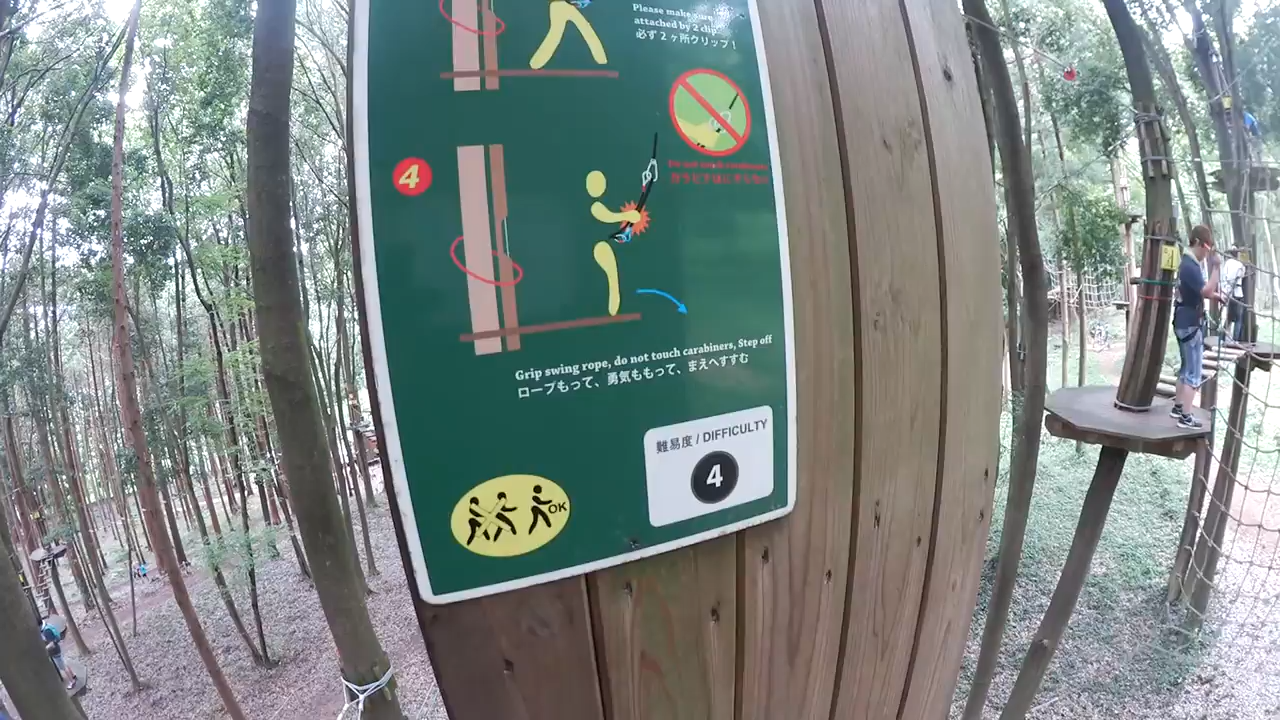 Please make sure
attached by 2 clip
必ず2ヶ所クリップ！
Do not touch carabiners
カラビナはにぎらない
4
Grip swing rope, do not touch carabiners, Step off
ロープもって、勇気ももって、まえへすすむ
難易度 / DIFFICULTY
4
OK